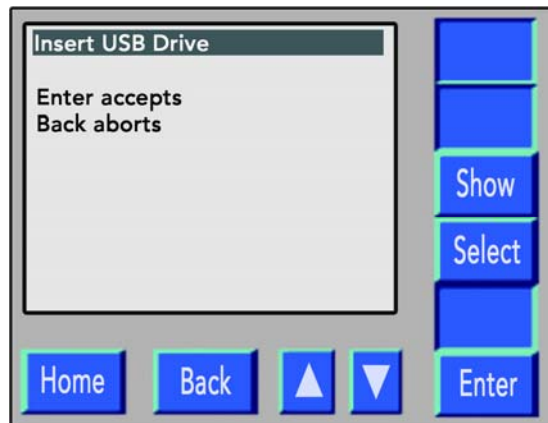 Insert USB Drive
Enter accepts
Back aborts
Show
Select
Home Back Enter